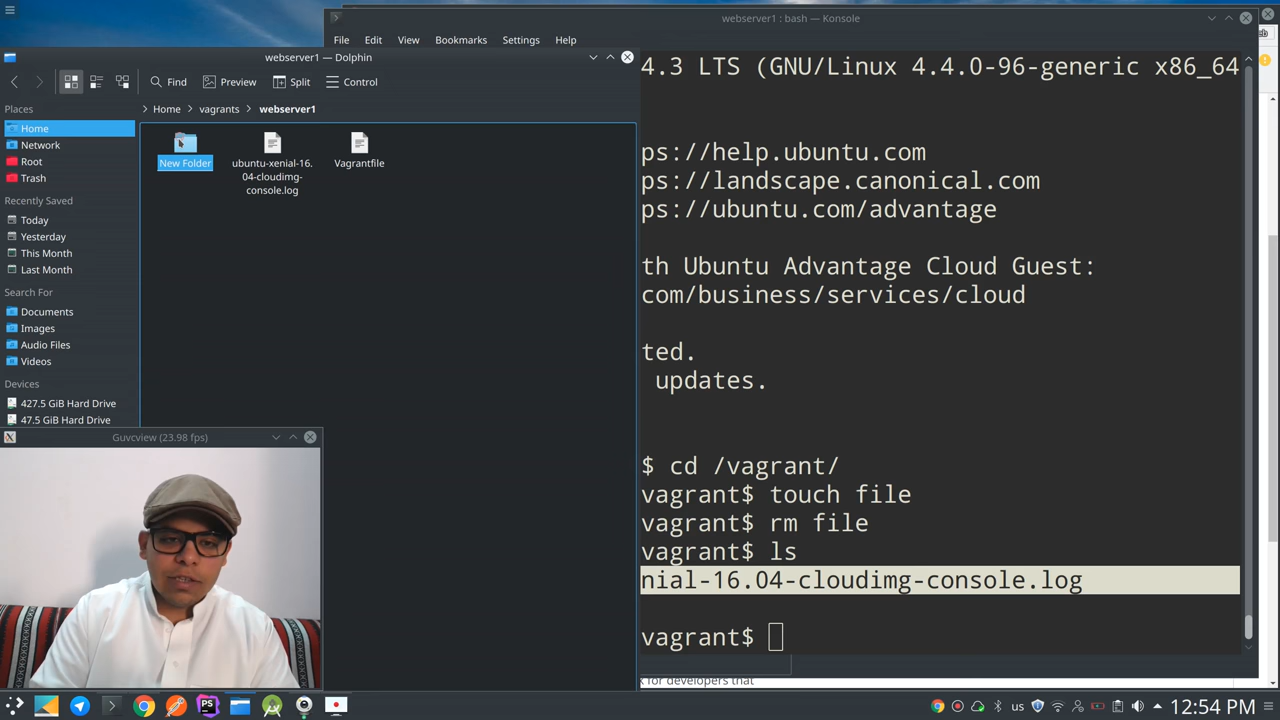 webserver1 : bash — Konsole
File Edit View Bookmarks Settings Help
webserver1 — Dolphin
Find Preview Split Control
Home vagrants webserver1
Places
Home
Network
Root
Trash
Recently Saved
Today
Yesterday
This Month
Last Month
Search For
Documents
Images
Audio Files
Videos
Devices
427.5 GiB Hard Drive
47.5 GiB Hard Drive
New Folder
ubuntu-xenial-16.
04-cloudimg-
console.log
Vagrantfile
4.3 LTS (GNU/Linux 4.4.0-96-generic x86_64
ps://help.ubuntu.com
ps://landscape.canonical.com
ps://ubuntu.com/advantage
th Ubuntu Advantage Cloud Guest:
com/business/services/cloud
ted.
updates.
$ cd /vagrant/
vagrant$ touch file
vagrant$ rm file
vagrant$ ls
nial-16.04-cloudimg-console.log
vagrant$
for developers that
Guvcview (23.98 fps)
PS
us
12:54 PM